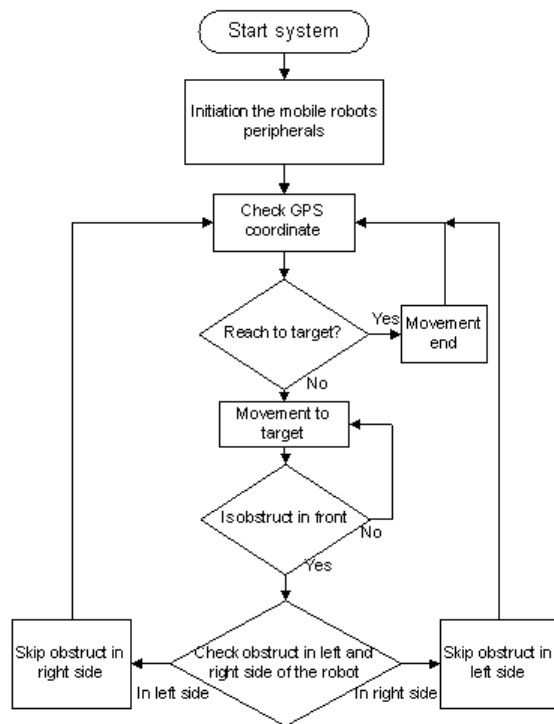 Start system
Initiation the mobile robots
peripherals
Check GPS
coordinate
Reach to target?
Yes
Movement
end
No
Movement to
target
Is obstruct in front
No
Yes
Skip obstruct in
right side
Check obstruct in left and
right side of the robot
Skip obstruct in
left side
In left side
In right side